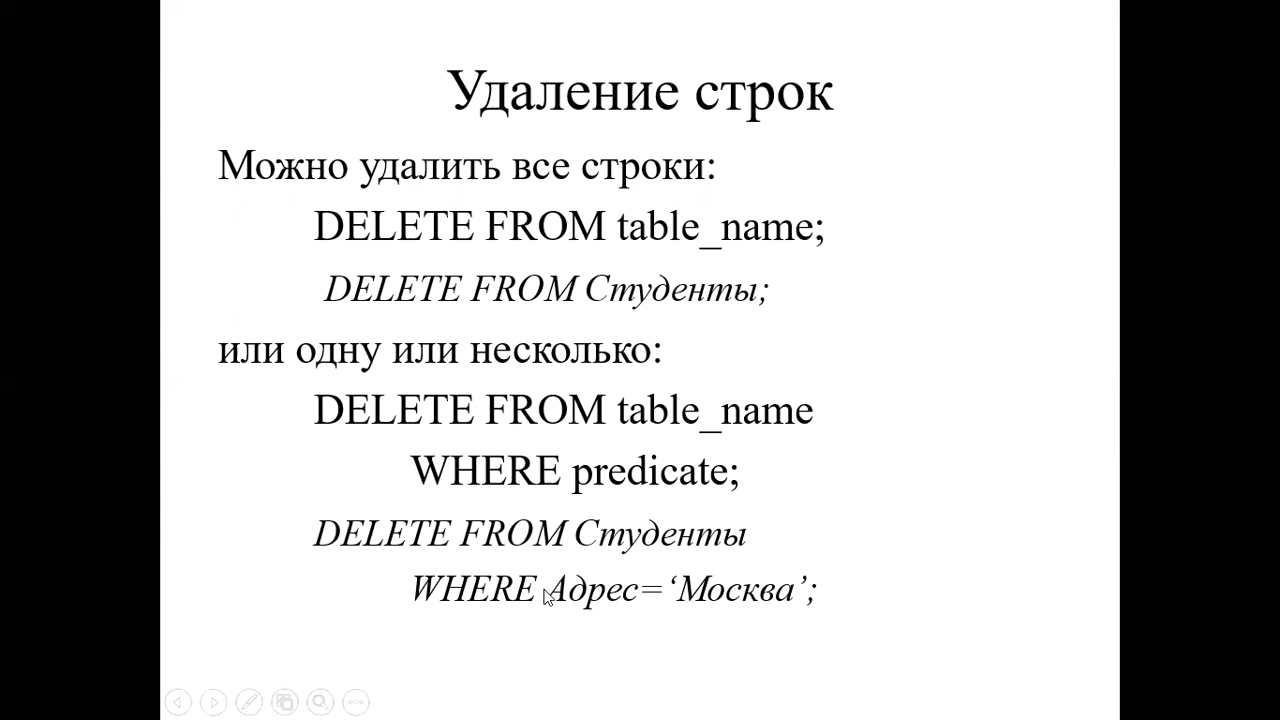 Удаление строк
Можно удалить все строки:
DELETE FROM table_name;
DELETE FROM Студенты;
или одну или несколько:
DELETE FROM table_name
WHERE predicate;
DELETE FROM Студенты
WHERE Адрес=‘Москва’;